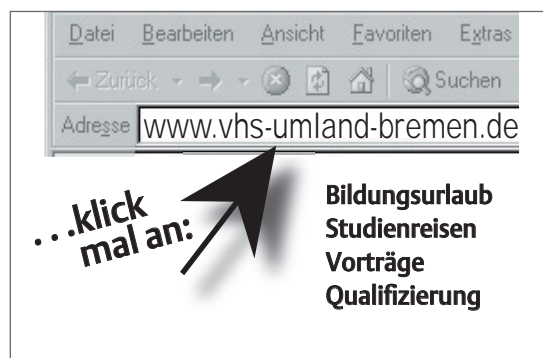 Datei Bearbeiten Ansicht Favoriten Extras
Zurück Suchen
Adresse www.vhs-umland-bremen.de
. . .klick
mal an:
Bildungsurlaub
Studienreisen
Vorträge
Qualifizierung